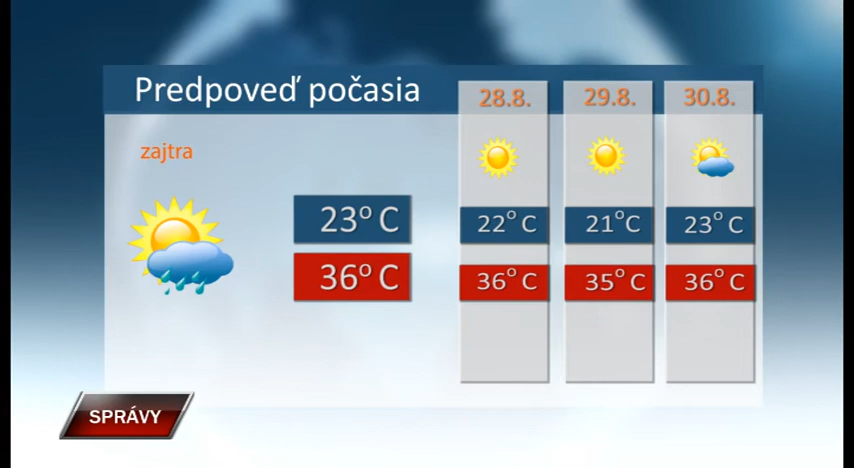 Predpoveď počasia
zajtra
23° C
36° C
28.8.
22° C
36° C
29.8.
21°C
35° C
30.8.
23° C
36° C
SPRÁVY